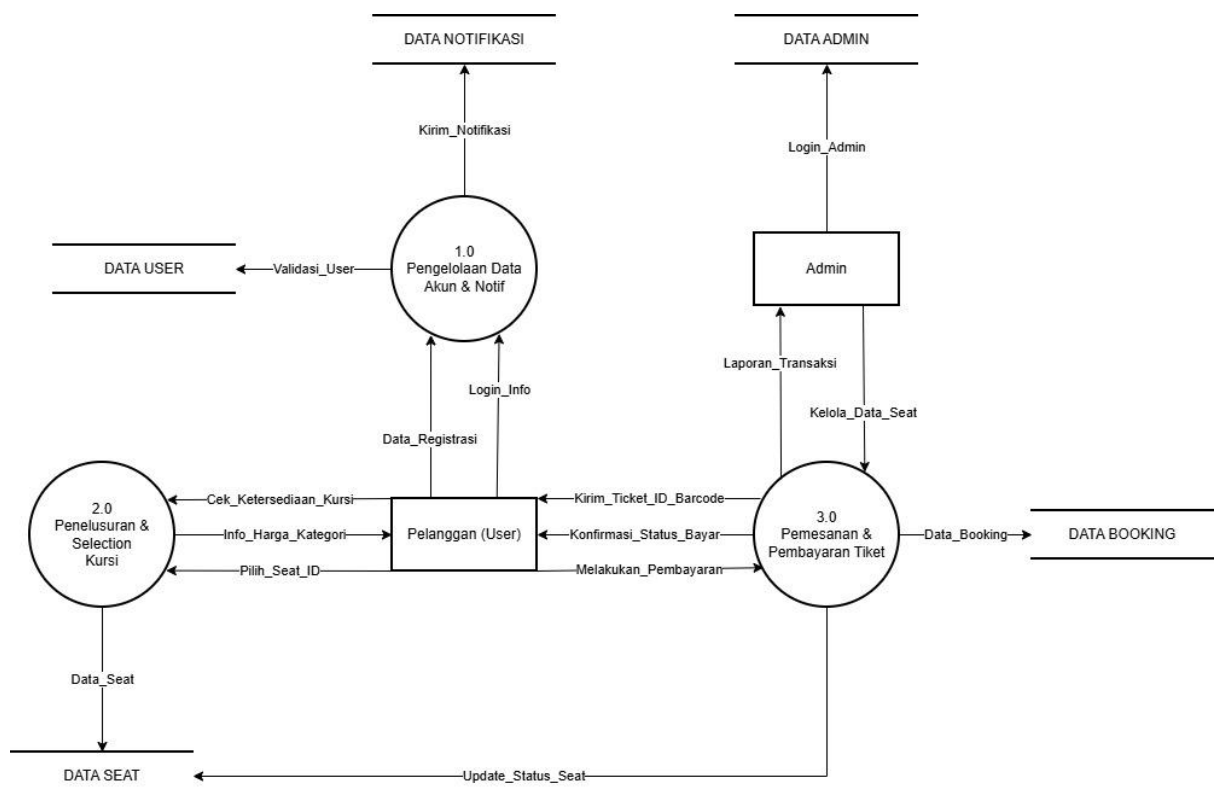 DATA NOTIFIKASI
DATA ADMIN
Kirim_Notifikasi
Login_Admin
1.0
Pengelolaan Data
Akun & Notif
DATA USER
Validasi_User
Admin
Laporan_Transaksi
Login_Info
Kelola_Data_Seat
Data_Registrasi
2.0
Penelusuran &
Selection
Kursi
Cek_Ketersediaan_Kursi
Info_Harga_Kategori
Pilih_Seat_ID
Pelanggan (User)
Kirim_Ticket_ID_Barcode
Konfirmasi_Status_Bayar
Melakukan_Pembayaran
3.0
Pemesanan &
Pembayaran Tiket
Data_Booking
DATA BOOKING
Data_Seat
DATA SEAT
Update_Status_Seat